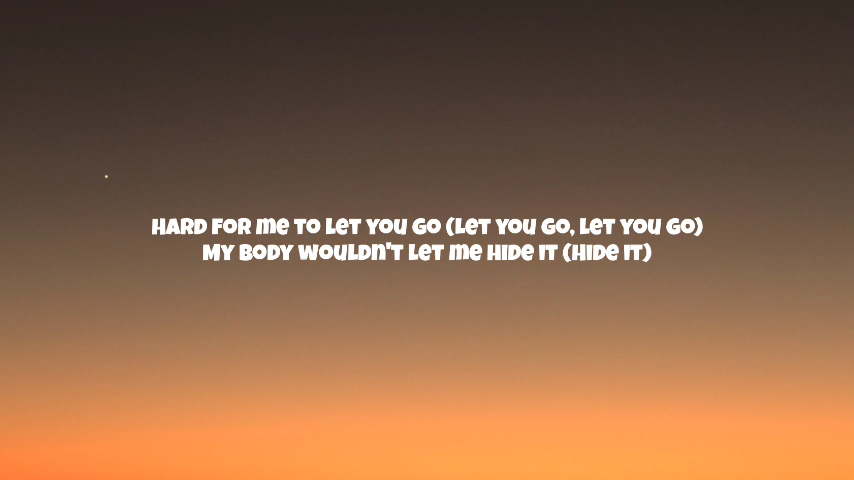 Hard for me to let you go (Let you go, let you go)
My body wouldn't let me hide it (Hide it)